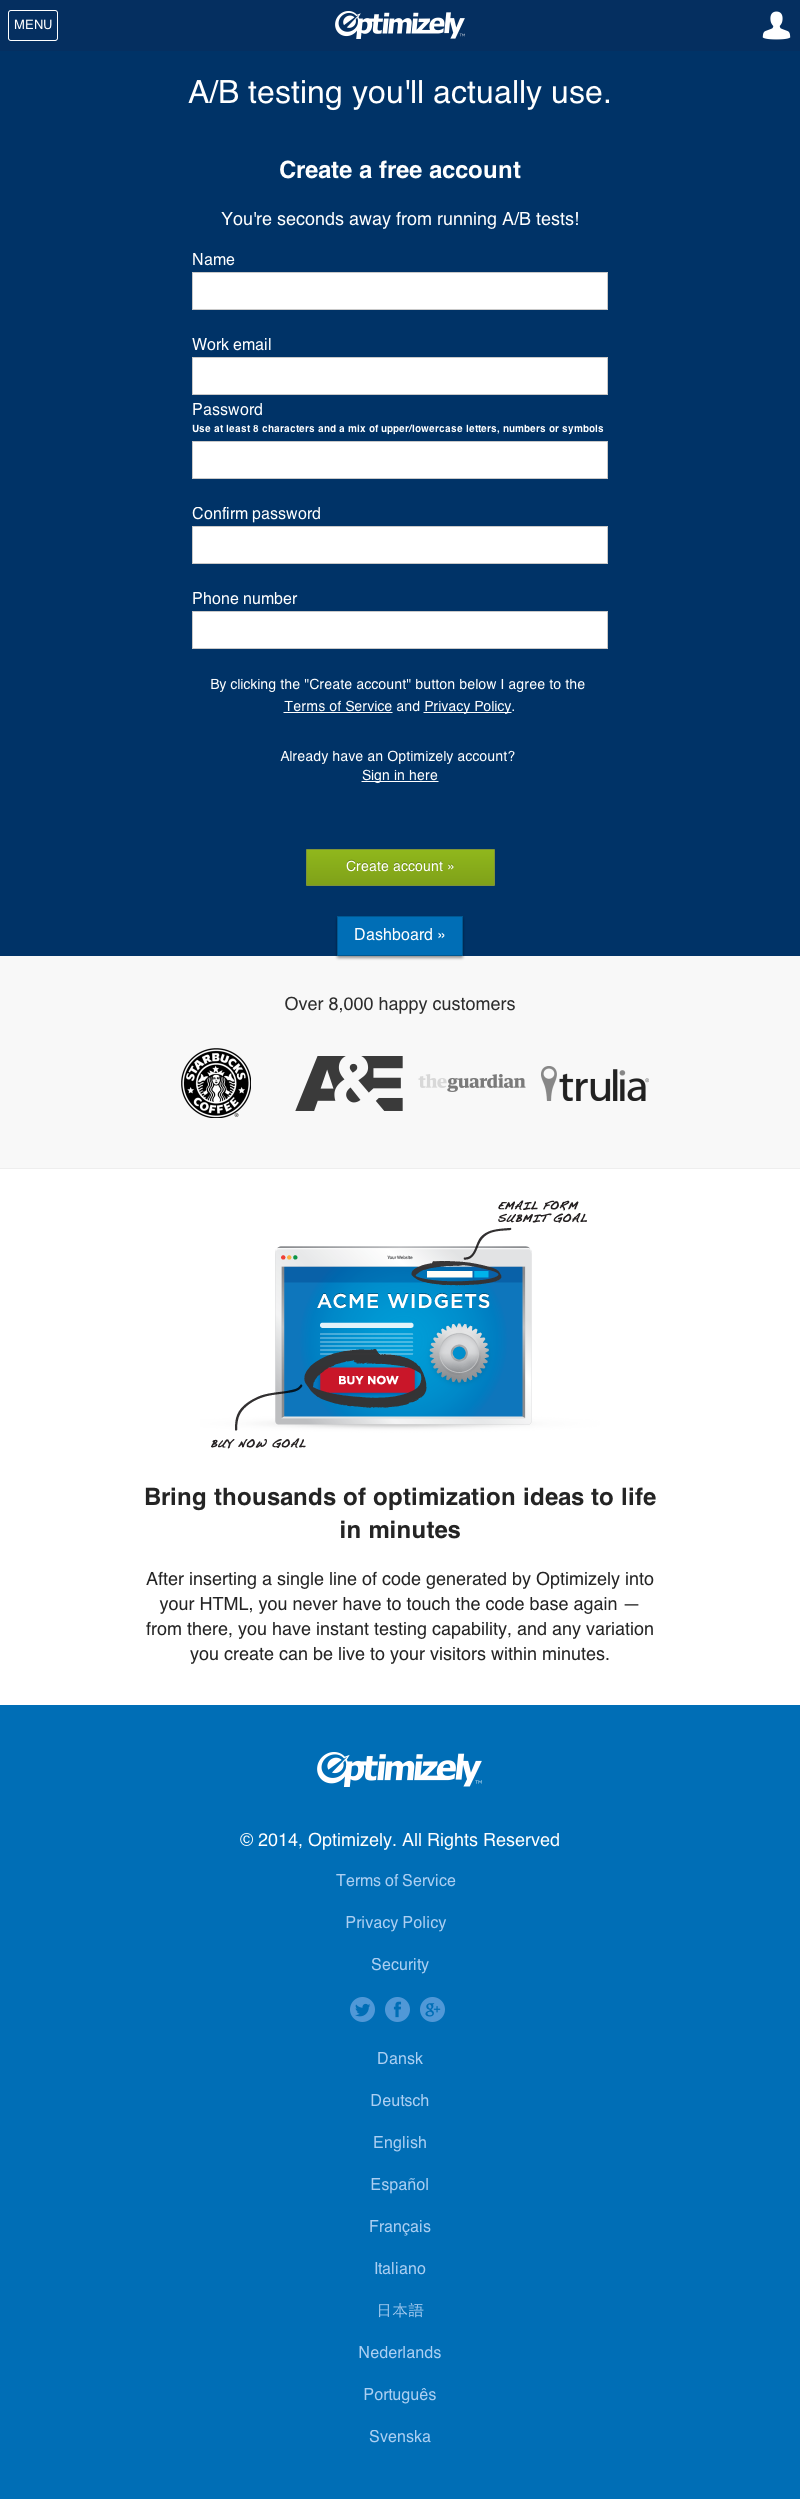 MENU
Optimizely™
A/B testing you'll actually use.
Create a free account
You're seconds away from running A/B tests!
Name
Work email
Password
Use at least 8 characters and a mix of upper/lowercase letters, numbers or symbols
Confirm password
Phone number
By clicking the "Create account" button below I agree to the
Terms of Service and Privacy Policy.
Already have an Optimizely account?
Sign in here
Create account »
Dashboard »
Over 8,000 happy customers
STARBUCKS COFFEE
A&E
theguardian
trulia
EMAIL FORM
SUBMIT GOAL
Your Website
ACME WIDGETS
BUY NOW
BUY NOW GOAL
Bring thousands of optimization ideas to life
in minutes
After inserting a single line of code generated by Optimizely into
your HTML, you never have to touch the code base again —
from there, you have instant testing capability, and any variation
you create can be live to your visitors within minutes.
Optimizely™
© 2014, Optimizely. All Rights Reserved
Terms of Service
Privacy Policy
Security
Dansk
Deutsch
English
Español
Français
Italiano
日本語
Nederlands
Português
Svenska